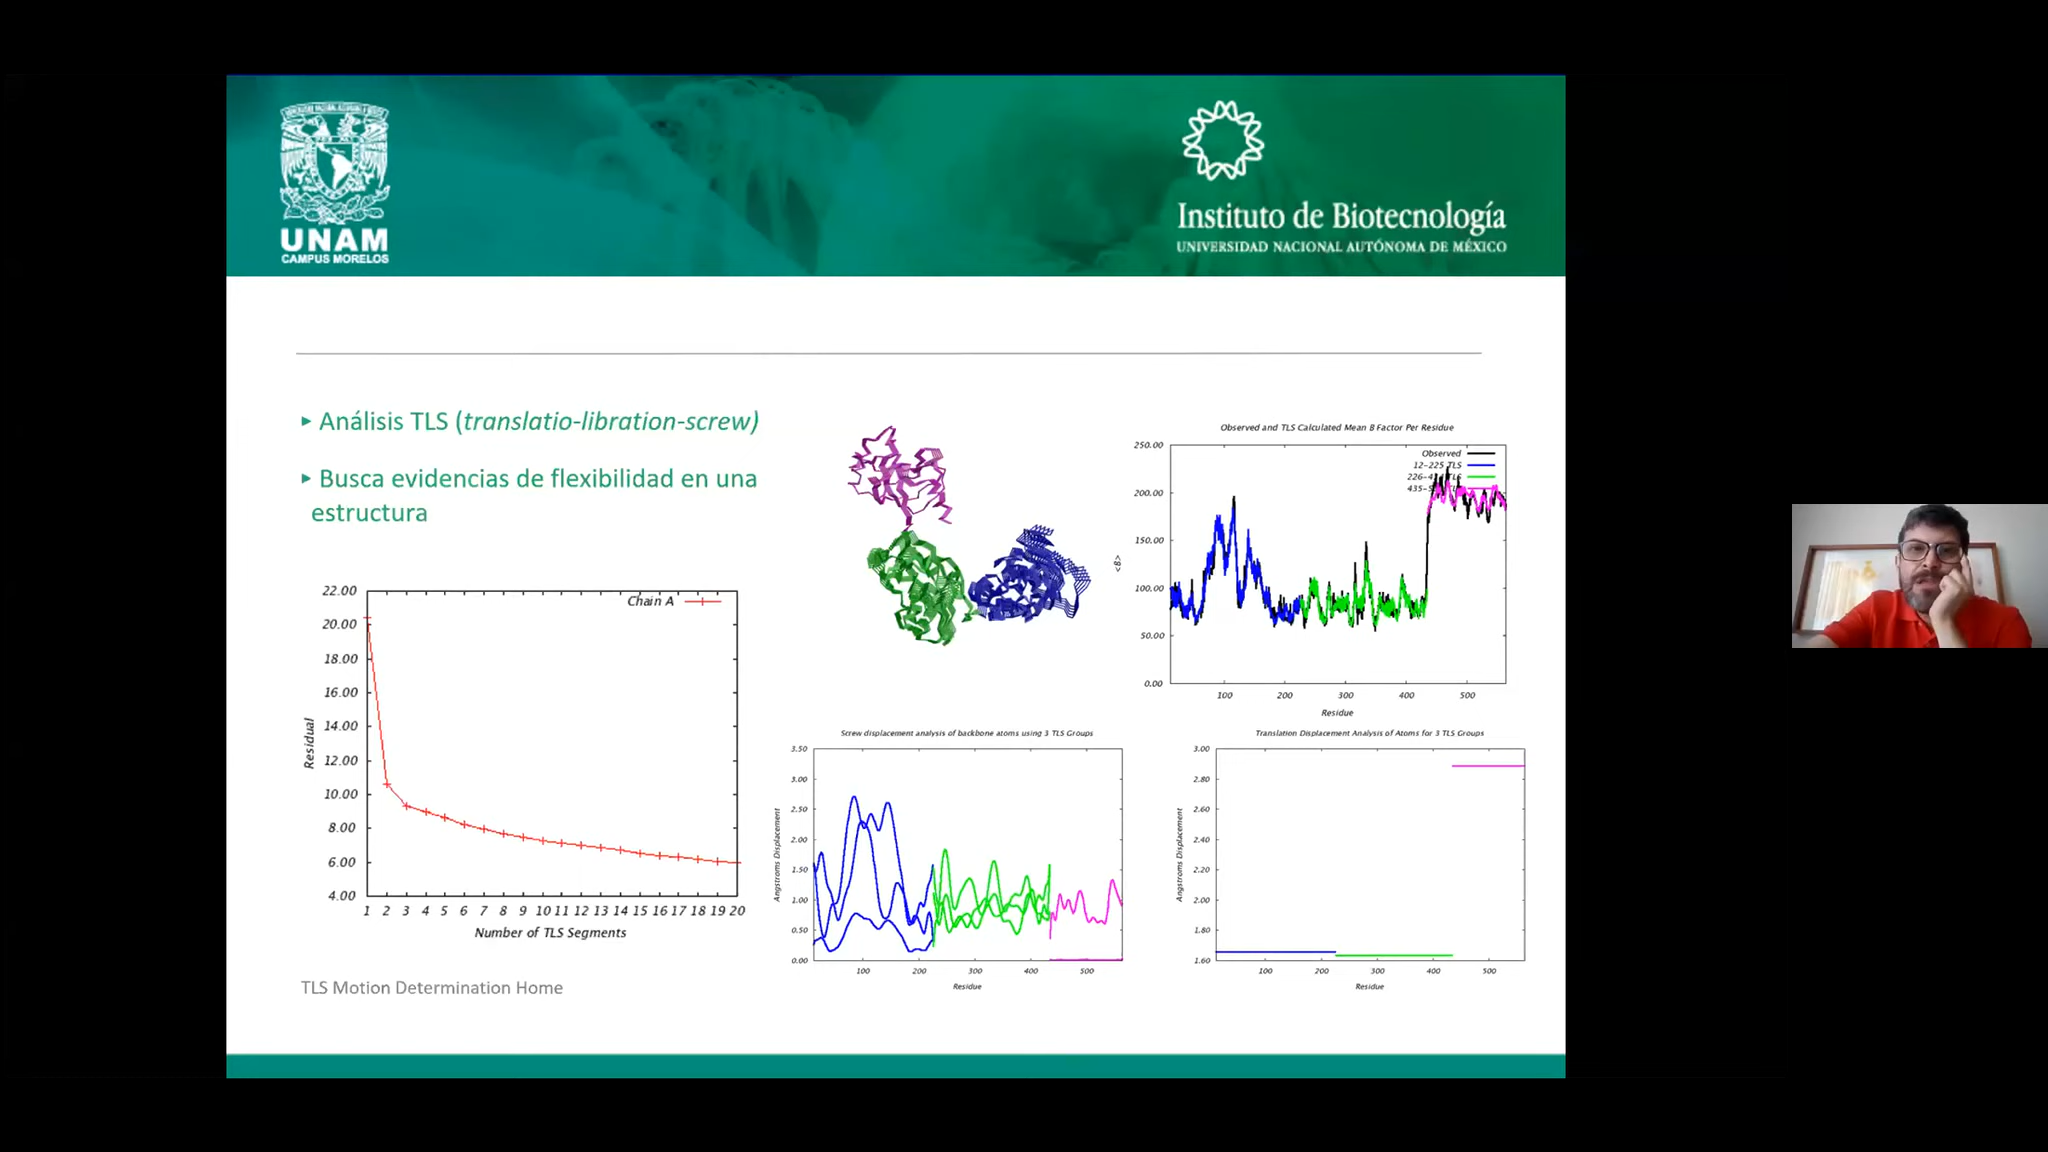 UNAM
CAMPUS MORELOS
Instituto de Biotecnología
UNIVERSIDAD NACIONAL AUTÓNOMA DE MÉXICO
▸ Análisis TLS (translatio-libration-screw)
▸ Busca evidencias de flexibilidad en una
estructura
22.00
20.00
18.00
16.00
14.00
12.00
10.00
8.00
6.00
4.00
Residual
Chain A
1 2 3 4 5 6 7 8 9 10 11 12 13 14 15 16 17 18 19 20
Number of TLS Segments
TLS Motion Determination Home
Observed and TLS Calculated Mean B Factor Per Residue
250.00
200.00
150.00
100.00
50.00
0.00
<B>
Observed
12-225 TLS
100 200 300 400 500
Residue
Screw displacement analysis of backbone atoms using 3 TLS Groups
3.50
3.00
2.50
2.00
1.50
1.00
0.50
0.00
Angstroms Displacement
100 200 300 400 500
Residue
Translation Displacement Analysis of Atoms for 3 TLS Groups
3.00
2.80
2.60
2.40
2.20
2.00
1.80
1.60
Angstroms Displacement
100 200 300 400 500
Residue